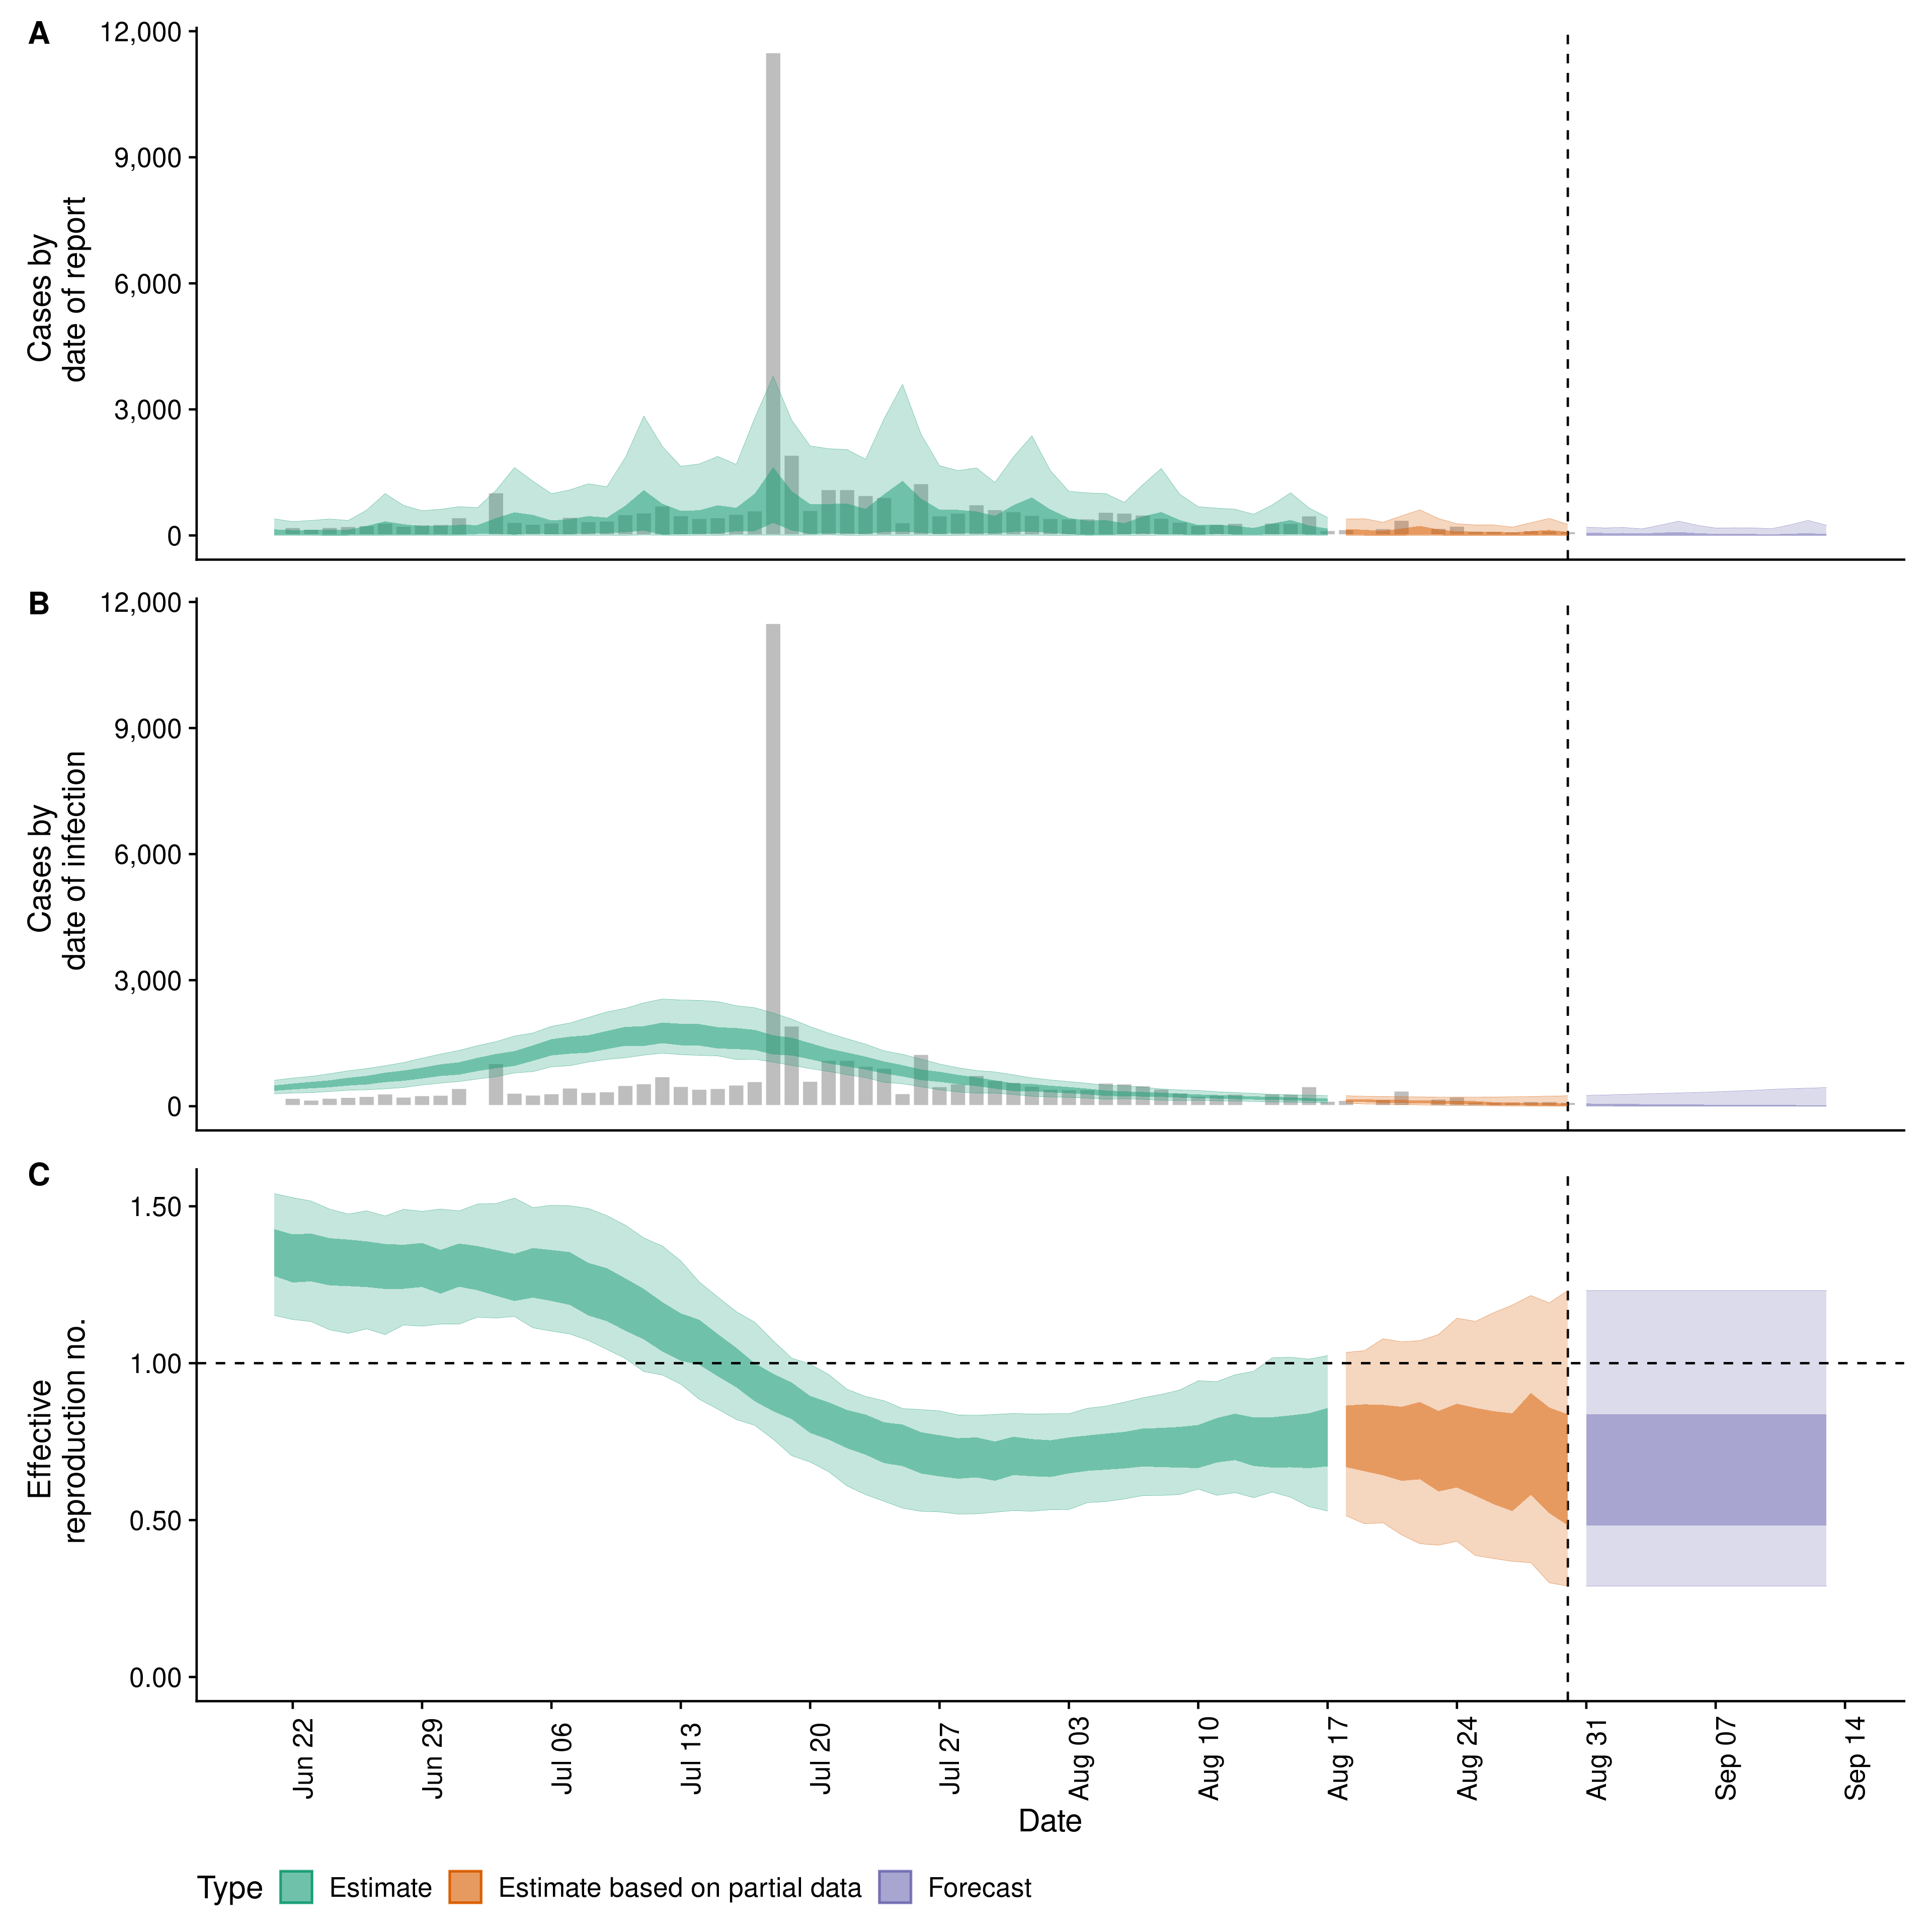 A
12,000
9,000
6,000
3,000
0
Cases by
date of report
B
12,000
9,000
6,000
3,000
0
Cases by
date of infection
C
1.50
1.00
0.50
0.00
Effective
reproduction no.
Jun 22
Jun 29
Jul 06
Jul 13
Jul 20
Jul 27
Aug 03
Aug 10
Aug 17
Aug 24
Aug 31
Sep 07
Sep 14
Date
Type Estimate Estimate based on partial data Forecast